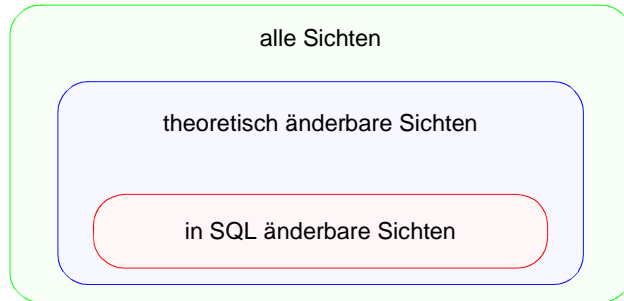 alle Sichten
theoretisch änderbare Sichten
in SQL änderbare Sichten